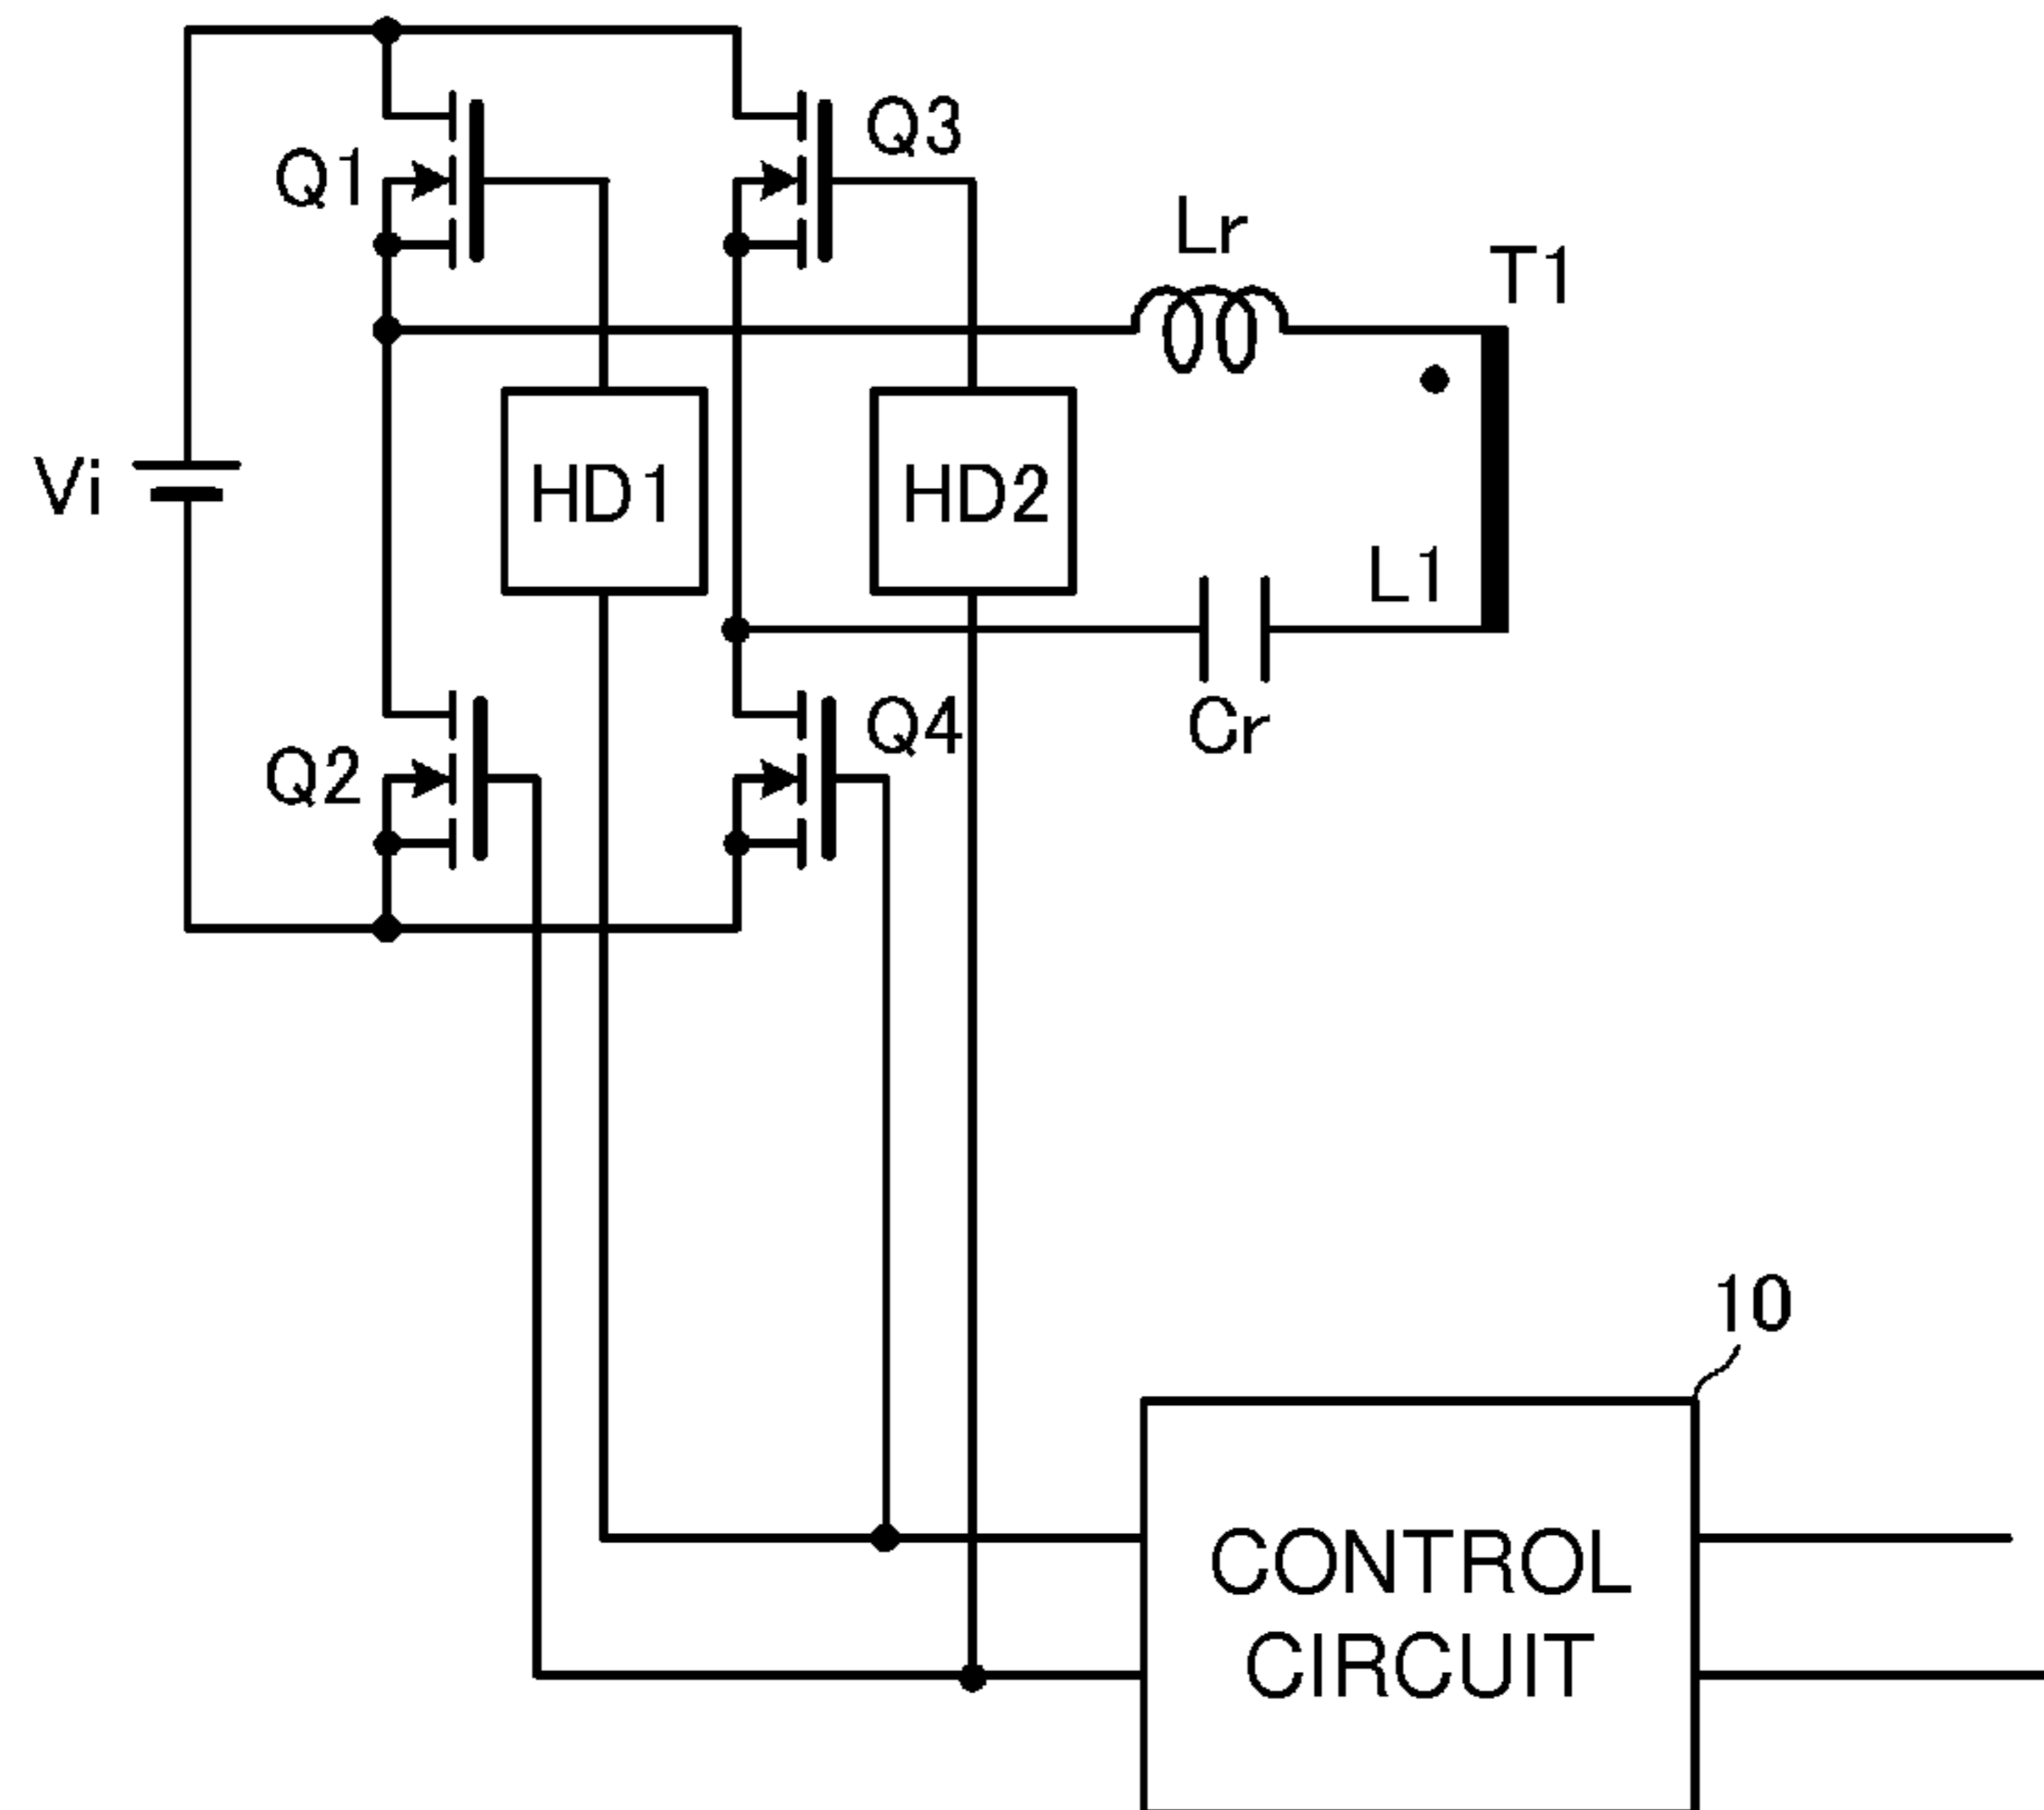 Q1
Q3
Lr
T1
Vi
HD1
HD2
L1
Q2
Q4
Cr
10
CONTROL
CIRCUIT